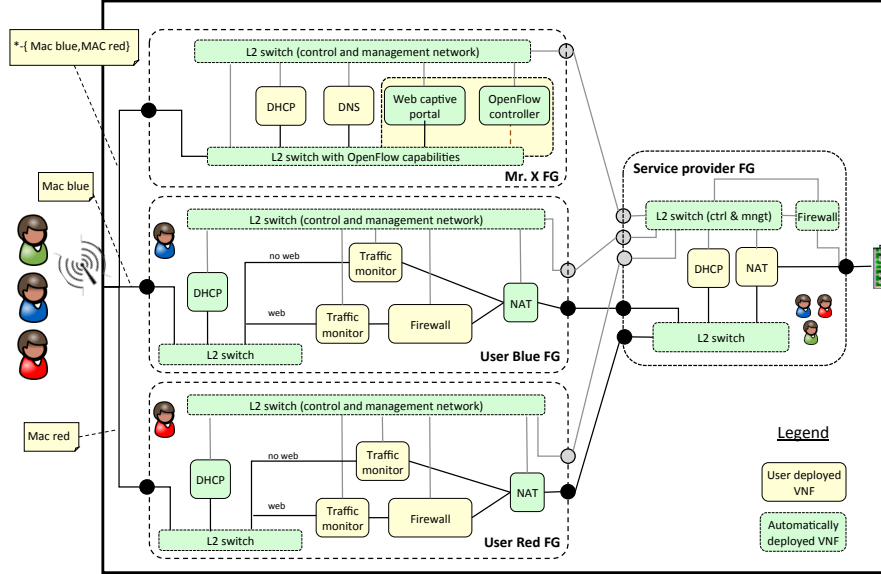 *-{ Mac blue,MAC red}
L2 switch (control and management network)
DHCP
DNS
Web captive
portal
OpenFlow
controller
L2 switch with OpenFlow capabilities
Mr. X FG
Mac blue
L2 switch (control and management network)
no web
Traffic
monitor
DHCP
web
Traffic
monitor
Firewall
NAT
L2 switch
User Blue FG
Mac red
L2 switch (control and management network)
no web
Traffic
monitor
DHCP
web
Traffic
monitor
Firewall
NAT
L2 switch
User Red FG
Service provider FG
L2 switch (ctrl & mngt)
Firewall
DHCP
NAT
L2 switch
Legend
User deployed
VNF
Automatically
deployed VNF